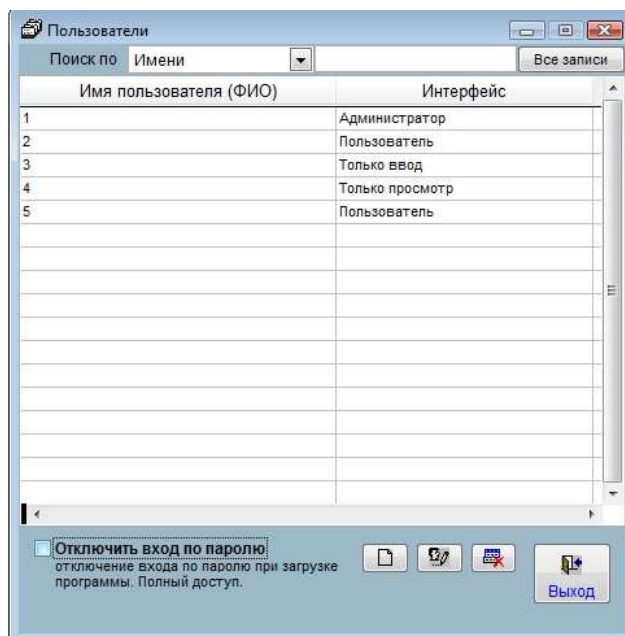 Пользователи
Поиск по Имени Все записи
Имя пользователя (ФИО) Интерфейс
1 Администратор
2 Пользователь
3 Только ввод
4 Только просмотр
5 Пользователь
Отключить вход по паролю
отключение входа по паролю при загрузке
программы. Полный доступ.
Выход